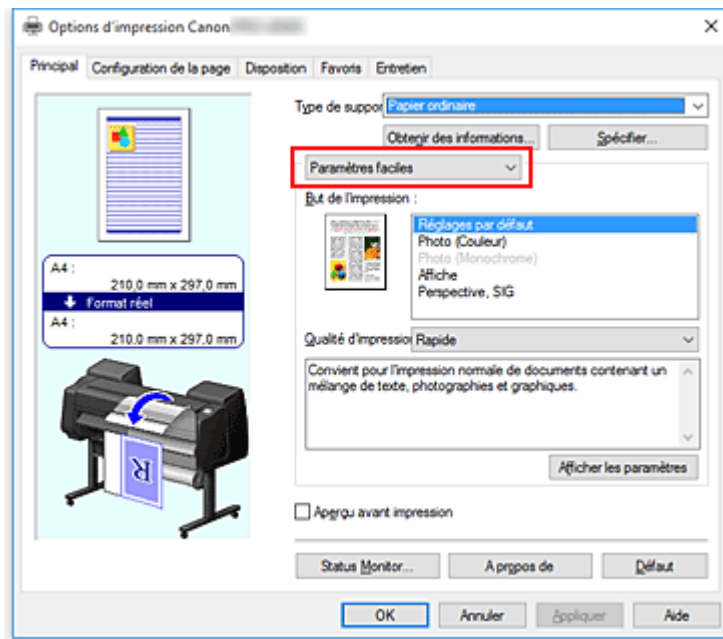 Options d'impression Canon
Principal Configuration de la page Disposition Favoris Entretien
Type de suppor Papier ordinaire
Obtenir des informations... Spécifier...
Paramètres faciles
But de l'impression :
Réglages par défaut
Photo (Couleur)
Photo (Monochrome)
Affiche
Perspective, SIG
A4 :
210,0 mm x 297,0 mm
Format réel
A4 :
210,0 mm x 297,0 mm
Qualité d'impression Rapide
Convient pour l'impression normale de documents contenant un
mélange de texte, photographies et graphiques.
Afficher les paramètres
R
Aperçu avant impression
Status Monitor... A propos de Défaut
OK Annuler Appliquer Aide